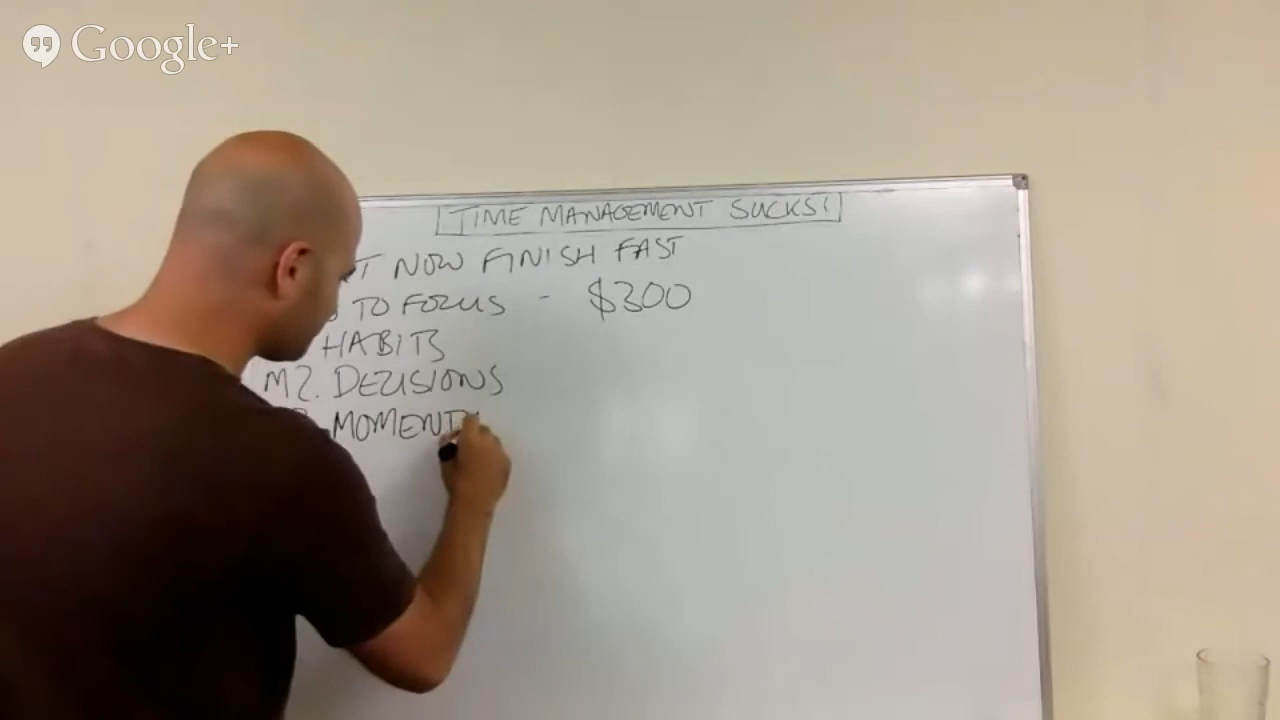 Google+
TIME MANAGEMENT SUCKS!
NOW FINISH FAST
TO FOCUS - $300
HABITS
M2. DECISIONS
MOMENT